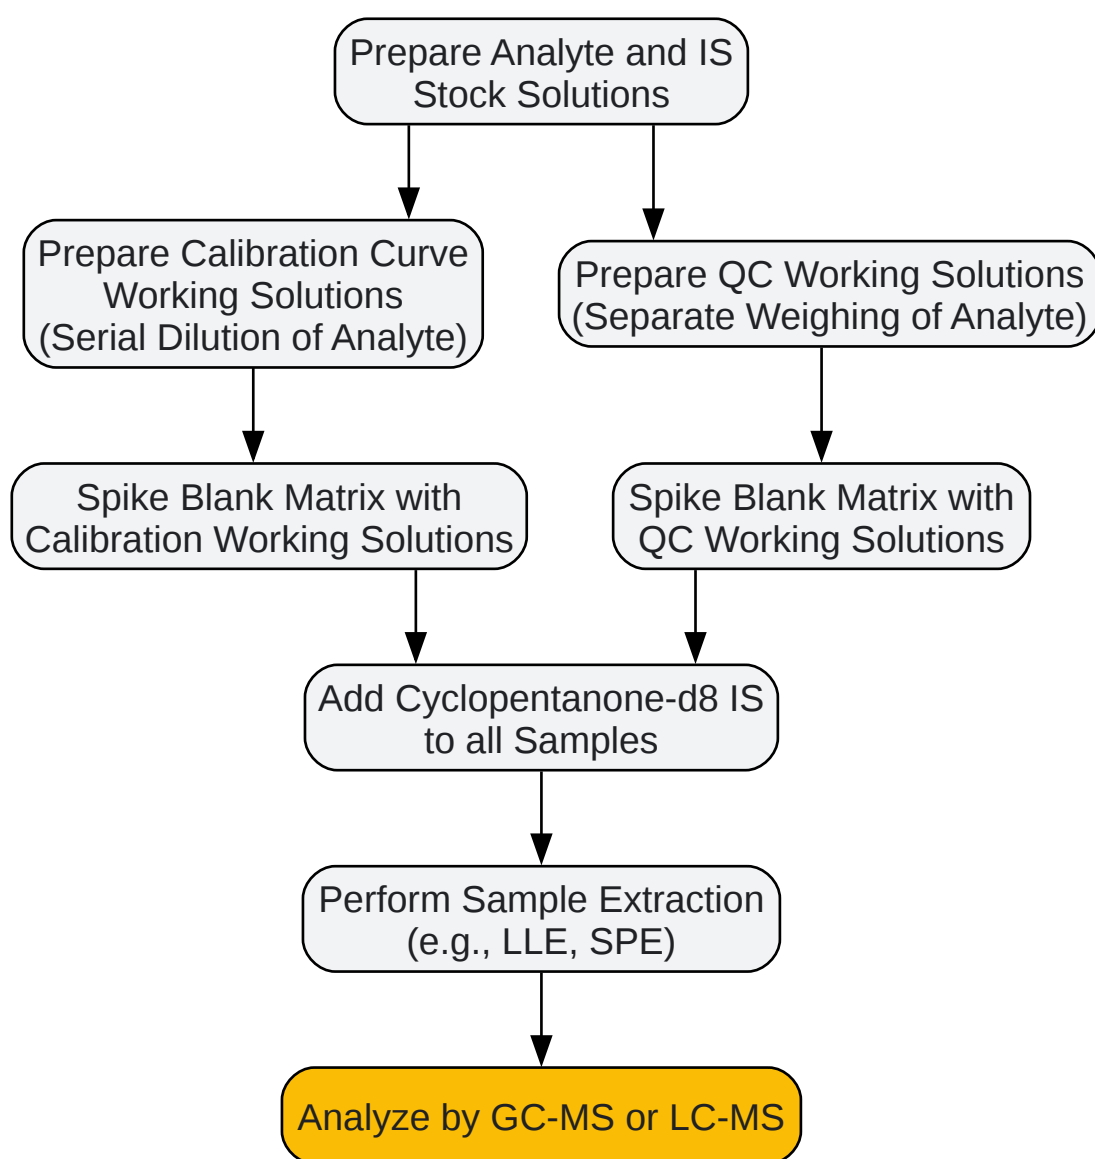 Prepare Analyte and IS
Stock Solutions
Prepare Calibration Curve
Working Solutions
(Serial Dilution of Analyte)
Prepare QC Working Solutions
(Separate Weighing of Analyte)
Spike Blank Matrix with
Calibration Working Solutions
Spike Blank Matrix with
QC Working Solutions
Add Cyclopentanone-d8 IS
to all Samples
Perform Sample Extraction
(e.g., LLE, SPE)
Analyze by GC-MS or LC-MS